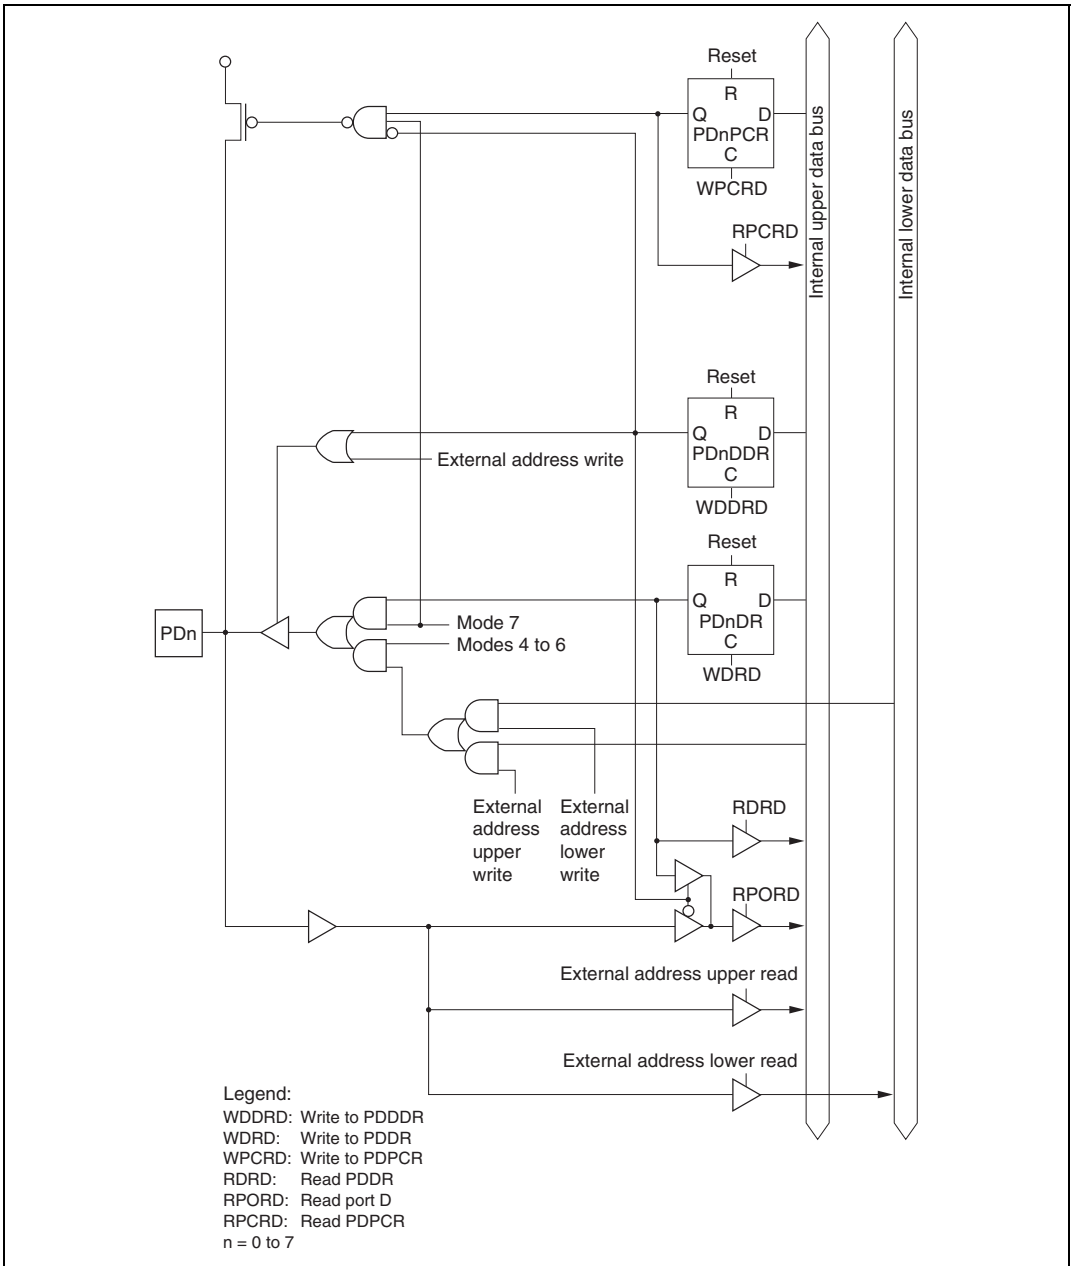 Reset
R
Q D
PDnPCR
C
WPCRD
RPCRD
Internal upper data bus
Internal lower data bus
Reset
R
Q D
PDnDDR
C
WDDRD
External address write
Reset
R
Q D
PDnDR
C
WDRD
PDn
Mode 7
Modes 4 to 6
External
address
upper
write
External
address
lower
write
RDRD
RPORD
External address upper read
External address lower read
Legend:
WDDRD: Write to PDDDR
WDRD: Write to PDDR
WPCRD: Write to PDPCR
RDRD: Read PDDR
RPORD: Read port D
RPCRD: Read PDPCR
n = 0 to 7